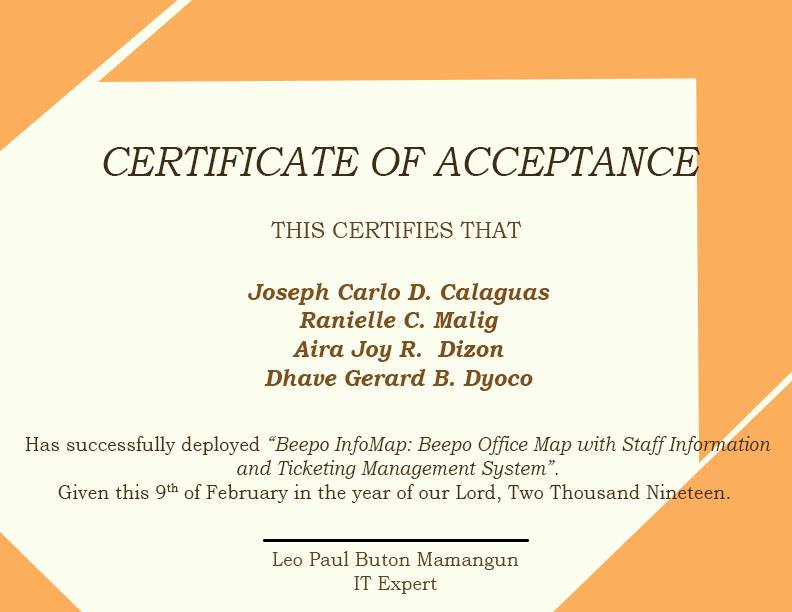 CERTIFICATE OF ACCEPTANCE
THIS CERTIFIES THAT
Joseph Carlo D. Calaguas
Ranielle C. Malig
Aira Joy R.  Dizon
Dhave Gerard B. Dyoco
Has successfully deployed “Beepo InfoMap: Beepo Office Map with Staff Information
and Ticketing Management System”.
Given this 9th of February in the year of our Lord, Two Thousand Nineteen.
Leo Paul Buton Mamangun
IT Expert